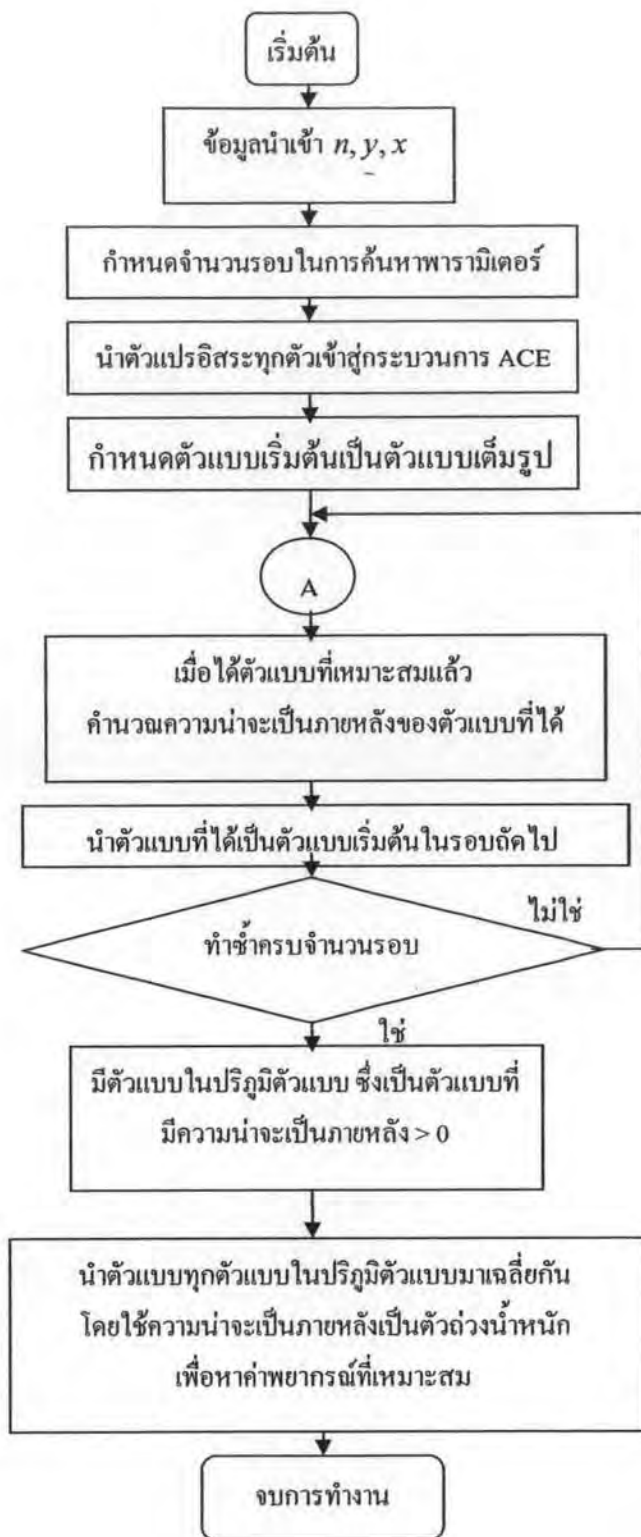 เริ่มต้น
ข้อมูลนำเข้า n, y, x
กำหนดจำนวนรอบในการค้นหาพารามิเตอร์
นำตัวแปรอิสระทุกตัวเข้าสู่กระบวนการ ACE
กำหนดตัวแบบเริ่มต้นเป็นตัวแบบเต็มรูป
A
เมื่อได้ตัวแบบที่เหมาะสมแล้ว
คำนวณความน่าจะเป็นภายหลังของตัวแบบที่ได้
นำตัวแบบที่ได้เป็นตัวแบบเริ่มต้นในรอบถัดไป
ไม่ใช่
ทำซ้ำครบจำนวนรอบ
ใช่
มีตัวแบบในปริภูมิตัวแบบ ซึ่งเป็นตัวแบบที่
มีความน่าจะเป็นภายหลัง > 0
นำตัวแบบทุกตัวแบบในปริภูมิตัวแบบมาเฉลี่ยกัน
โดยใช้ความน่าจะเป็นภายหลังเป็นตัวถ่วงน้ำหนัก
เพื่อหาค่าพยากรณ์ที่เหมาะสม
จบการทำงาน